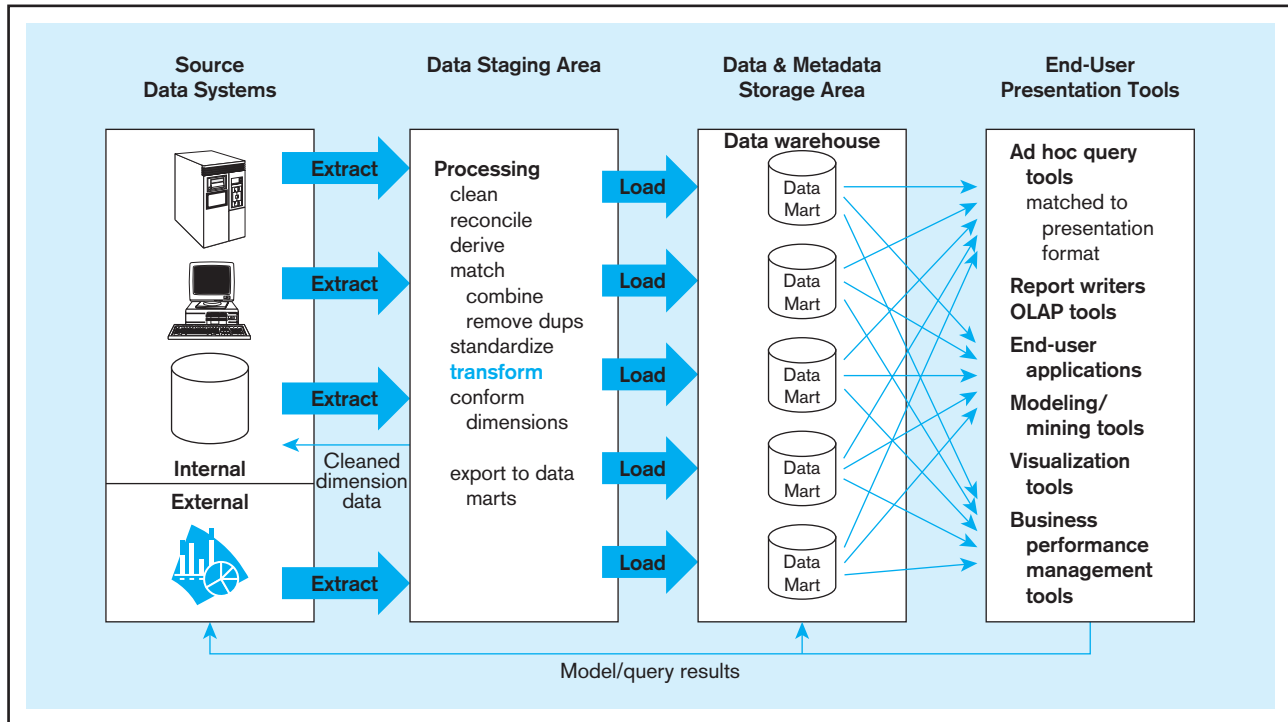 Source
Data Systems
Data Staging Area
Data & Metadata
Storage Area
End-User
Presentation Tools
Extract
Extract
Extract
Internal
External
Extract
Cleaned
dimension
data
Processing
clean
reconcile
derive
match
combine
remove dups
standardize
transform
conform
dimensions
export to data
marts
Load
Load
Load
Load
Load
Data warehouse
Data
Mart
Data
Mart
Data
Mart
Data
Mart
Data
Mart
Ad hoc query
tools
matched to
presentation
format
Report writers
OLAP tools
End-user
applications
Modeling/
mining tools
Visualization
tools
Business
performance
management
tools
Model/query results